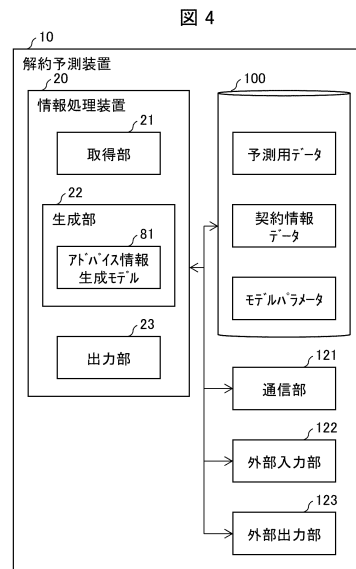 図 4
10
解約予測装置
20
情報処理装置
21
取得部
22
生成部
81
ｱﾄﾞﾊﾞｲｽ情報
生成ﾓﾃﾞﾙ
23
出力部
100
予測用ﾃﾞｰﾀ
契約情報
ﾃﾞｰﾀ
ﾓﾃﾞﾙﾊﾟﾗﾒｰﾀ
121
通信部
122
外部入力部
123
外部出力部